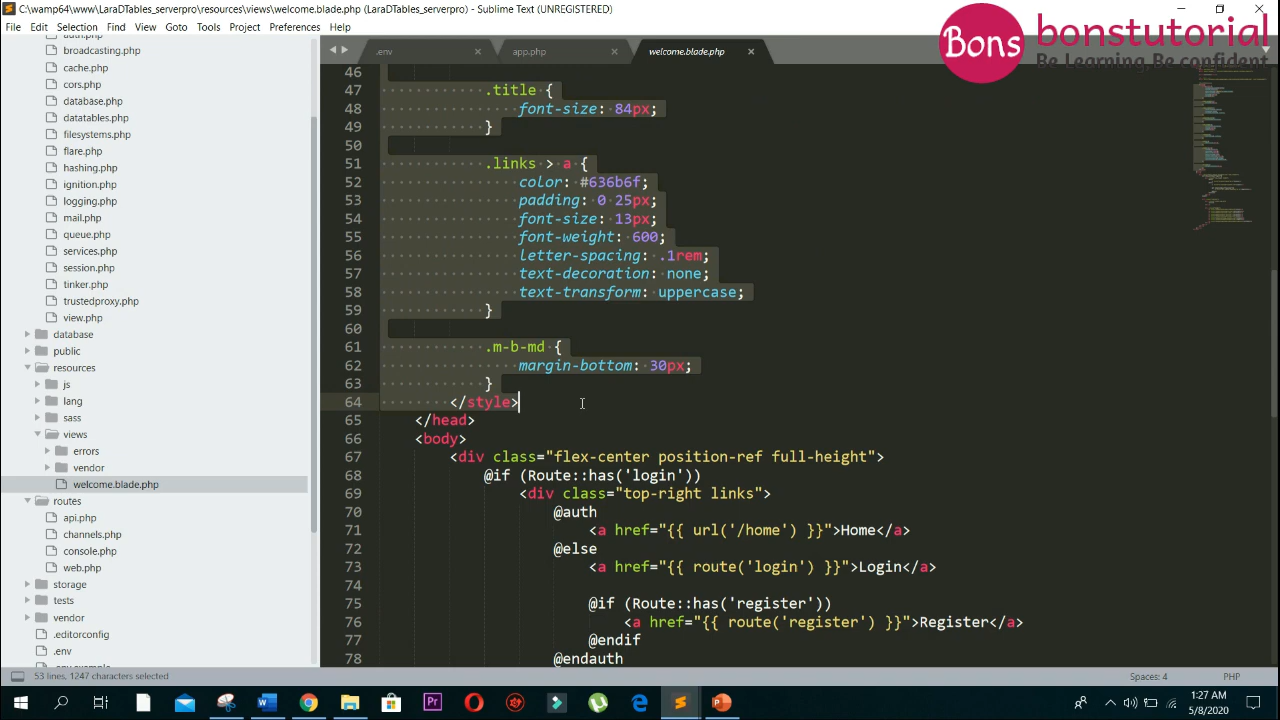 C:\wamp64\www\LaraDTables_serverpro\resources\views\welcome.blade.php (LaraDTables_serverpro) - Sublime Text (UNREGISTERED)
File Edit Selection Find View Goto Tools Project Preferences Help
Bons
bonstutorial
Be Learning,Be confident
.env
app.php
welcome.blade.php
auth.php
broadcasting.php
cache.php
cors.php
database.php
datatables.php
filesystems.php
flare.php
hashing.php
ignition.php
logging.php
mail.php
queue.php
services.php
session.php
tinker.php
trustedproxy.php
view.php
database
public
resources
js
lang
sass
views
errors
vendor
welcome.blade.php
routes
api.php
channels.php
console.php
web.php
storage
tests
vendor
.editorconfig
.env
.env.example
46
47 .title {
48 font-size: 84px;
49 }
50
51 .links > a {
52 color: #636b6f;
53 padding: 0 25px;
54 font-size: 13px;
55 font-weight: 600;
56 letter-spacing: .1rem;
57 text-decoration: none;
58 text-transform: uppercase;
59 }
60
61 .m-b-md {
62 margin-bottom: 30px;
63 }
64 </style>
65 </head>
66 <body>
67 <div class="flex-center position-ref full-height">
68 @if (Route::has('login'))
69 <div class="top-right links">
70 @auth
71 <a href="{{ url('/home') }}">Home</a>
72 @else
73 <a href="{{ route('login') }}">Login</a>
74
75 @if (Route::has('register'))
76 <a href="{{ route('register') }}">Register</a>
77 @endif
78 @endauth
53 lines, 1247 characters selected
Spaces: 4
PHP
1:27 AM
5/8/2020